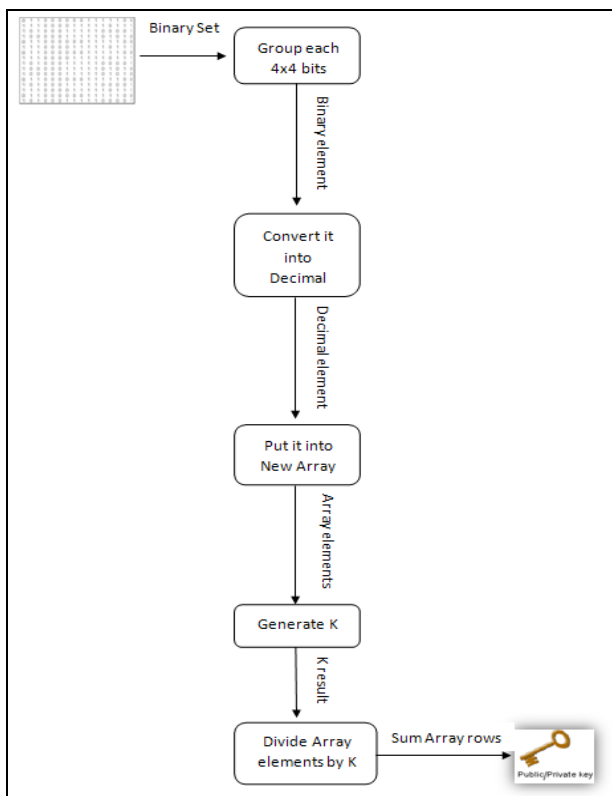 Binary Set
Group each
4x4 bits
Binary element
Convert it
into
Decimal
Decimal element
Put it into
New Array
Array elements
Generate K
K result
Divide Array
elements by K
Sum Array rows
Public/Private key